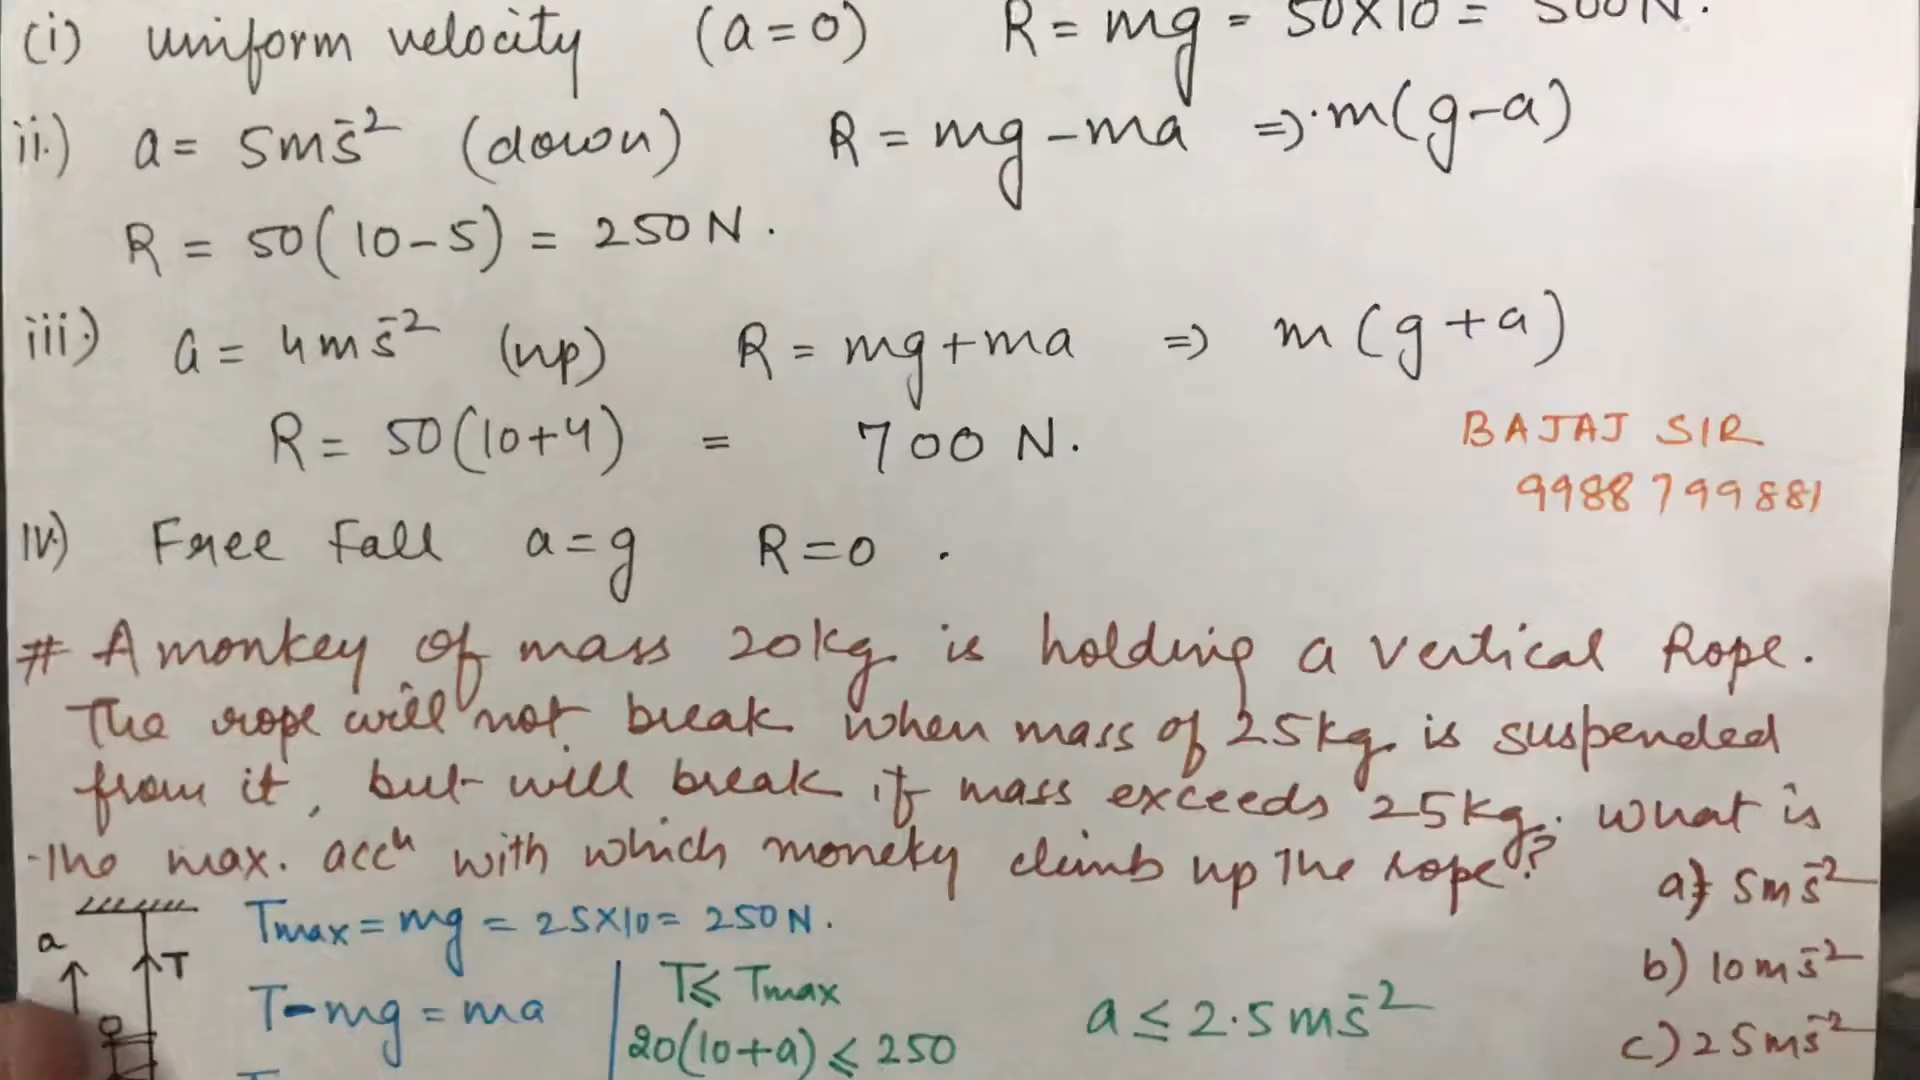 (i) uniform velocity (a=0) R = mg = 50×10 = 500N.
ii.) a = 5ms⁻² (down) R = mg - ma ⇒ m(g-a)
R = 50(10-5) = 250 N.
iii.) a = 4ms⁻² (up) R = mg+ma ⇒ m(g+a)
R = 50(10+4) = 700 N.
BAJAJ SIR
9988799881
iv.) Free Fall a=g R=0.
# A monkey of mass 20kg. is holding a vertical Rope.
The rope will not break when mass of 25kg. is suspended
from it, but will break if mass exceeds 25kg. What is
the max. accⁿ with which moneky climb up the rope?
a) 5ms⁻²
b) 10ms⁻²
c) 25ms⁻²
a T
Tmax = mg = 25×10 = 250N.
T-mg = ma
T ≤ Tmax
20(10+a) ≤ 250
a ≤ 2.5ms⁻²